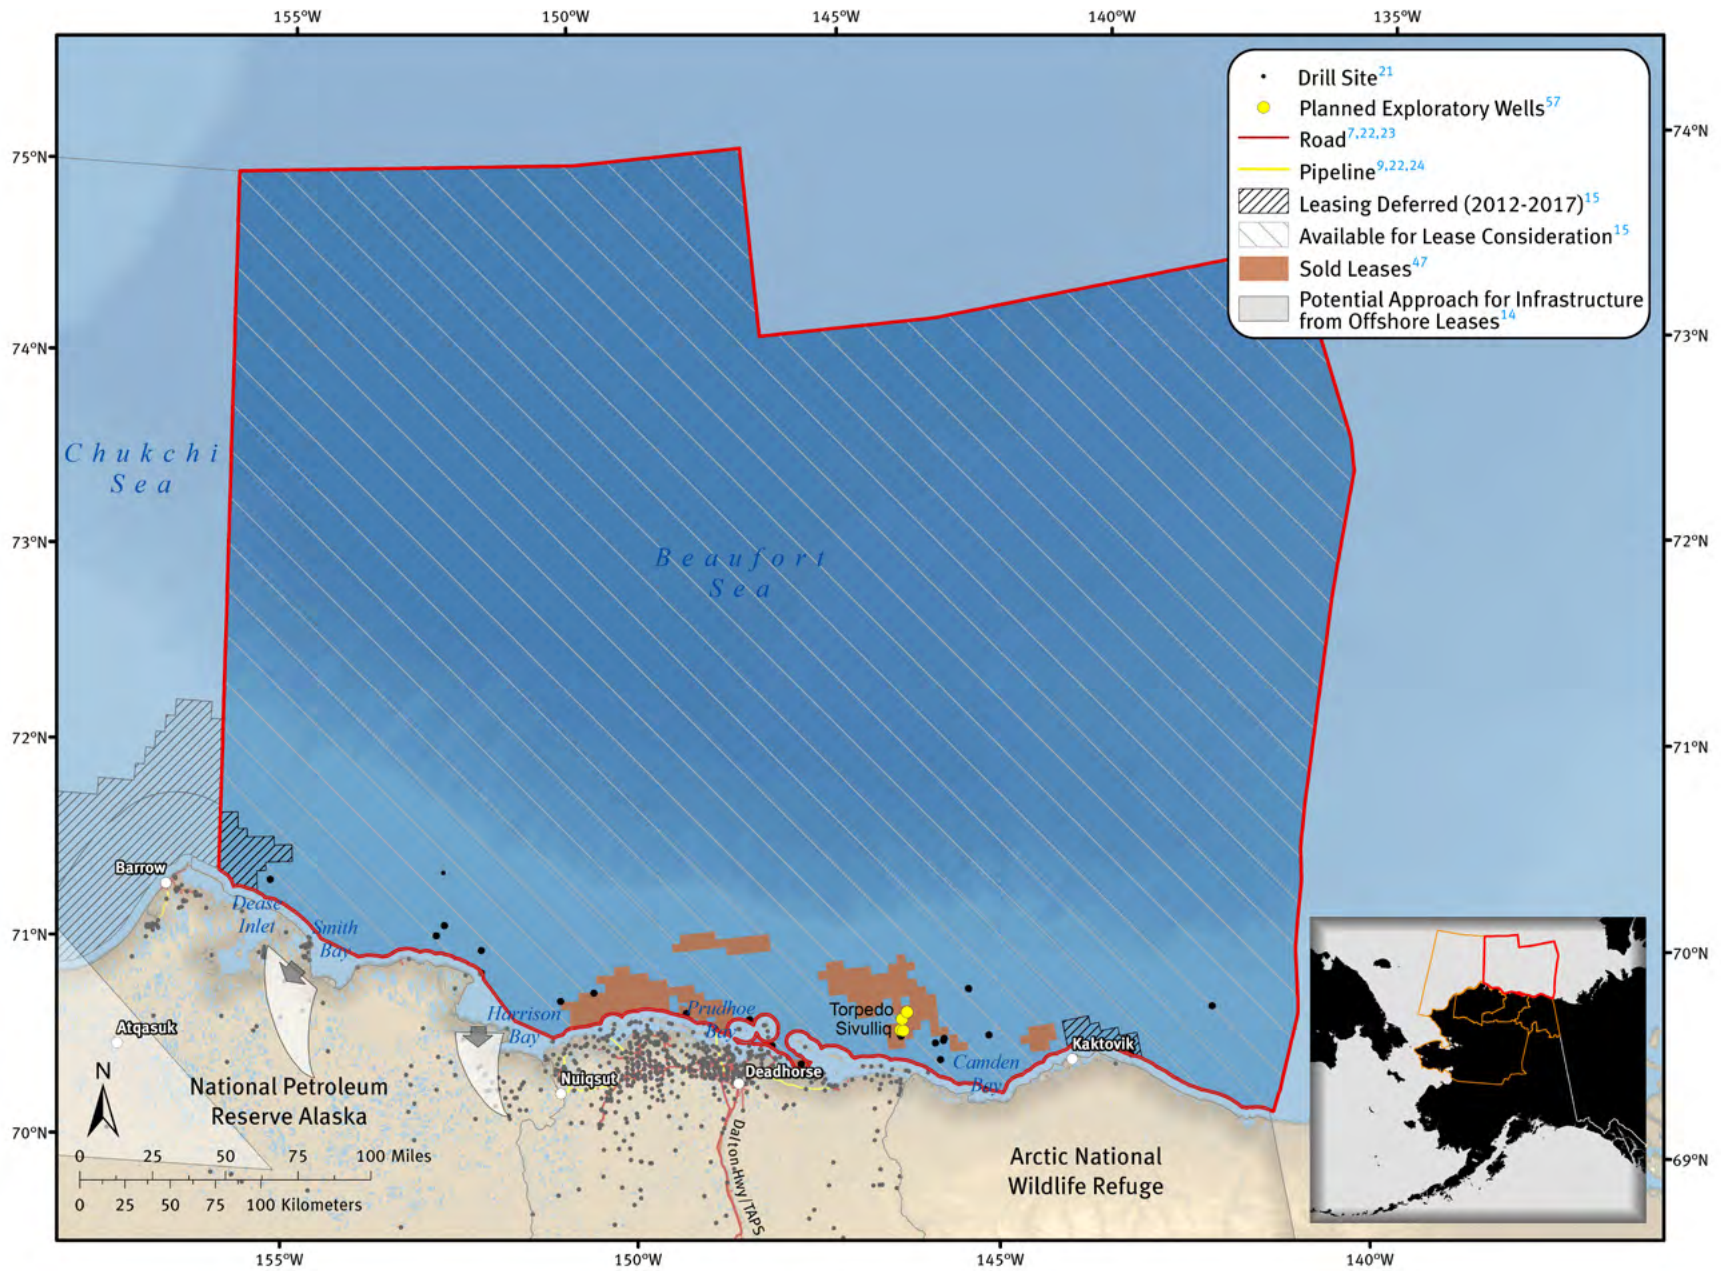 155°W 150°W 145°W 140°W 135°W
Drill Site21
Planned Exploratory Wells57
Road7,22,23
Pipeline9,22,24
Leasing Deferred (2012-2017)15
Available for Lease Consideration15
Sold Leases47
Potential Approach for Infrastructure
from Offshore Leases14
75°N
74°N
73°N
72°N
71°N
70°N
74°N
73°N
72°N
71°N
70°N
69°N
Chukchi
Sea
Beaufort
Sea
Barrow
Dease
Inlet
Smith
Bay
Harrison
Bay
Prudhoe
Bay
Torpedo
Sivulliq
Camden
Bay
Kaktovik
Atqasuk
Nuiqsut
Deadhorse
N
National Petroleum
Reserve Alaska
Dalton Hwy/TAPS
Arctic National
Wildlife Refuge
0 25 50 75 100 Miles
0 25 50 75 100 Kilometers
155°W 150°W 145°W 140°W